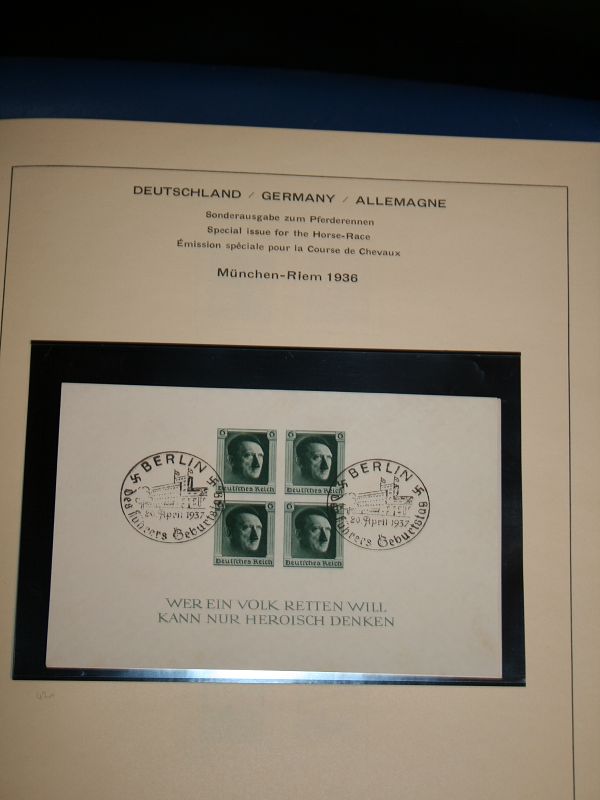 DEUTSCHLAND / GERMANY / ALLEMAGNE
Sonderausgabe zum Pferderennen
Special issue for the Horse-Race
Émission spéciale pour la Course de Chevaux
München-Riem 1936
6 6
Deutsches Reich Deutsches Reich
6 6
Deutsches Reich Deutsches Reich
BERLIN
20. April 1937
des Führers Geburtstag
BERLIN
20. April 1937
des Führers Geburtstag
WER EIN VOLK RETTEN WILL
KANN NUR HEROISCH DENKEN